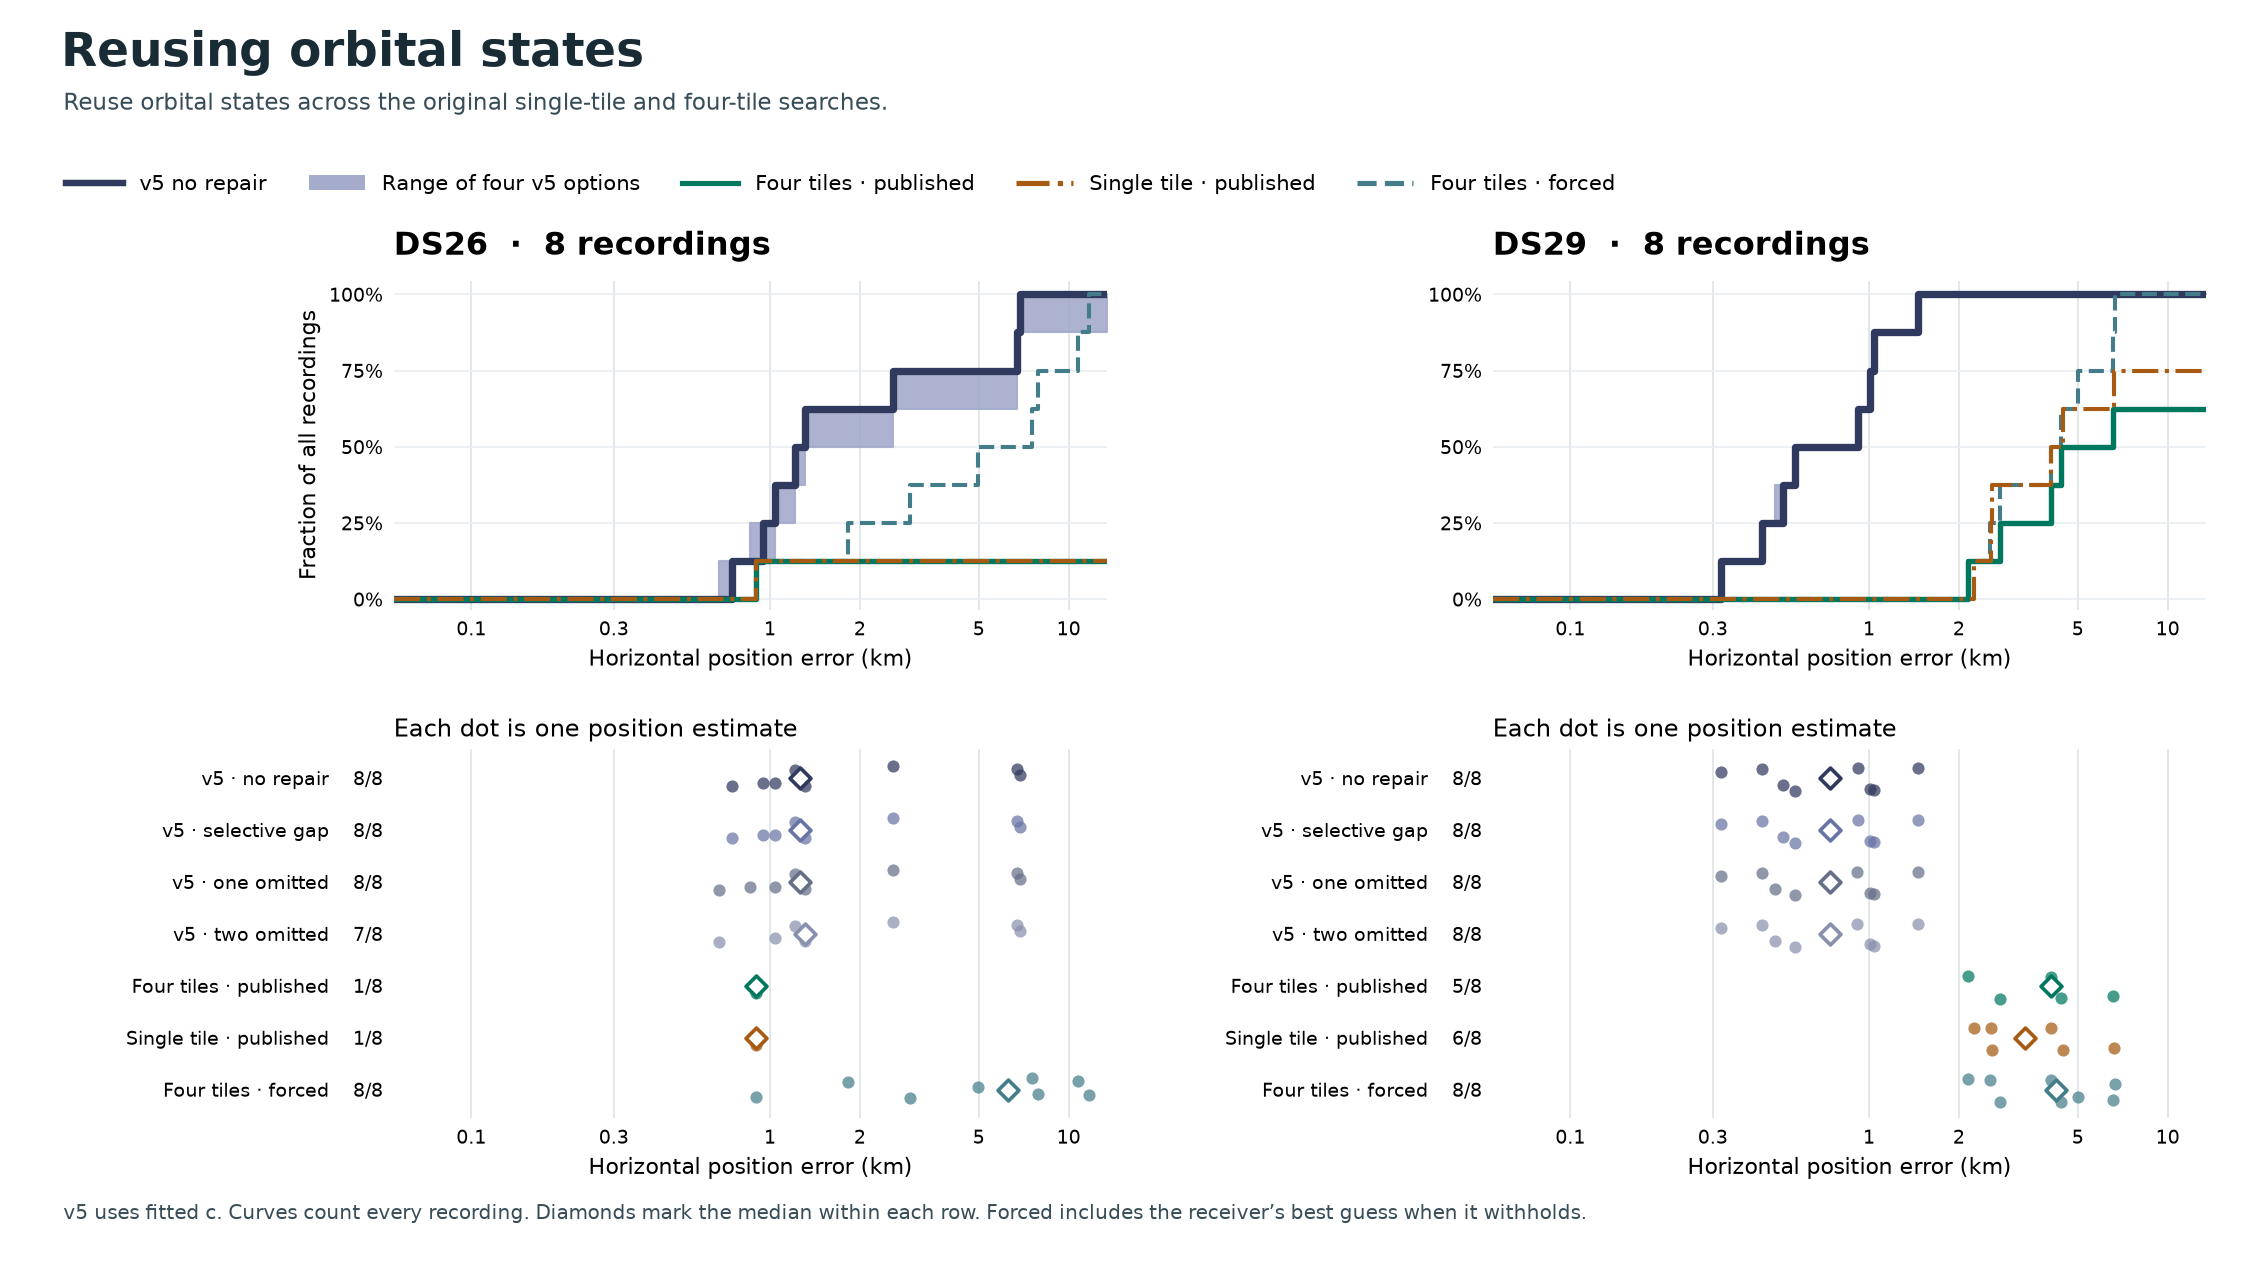 Reusing orbital states
Reuse orbital states across the original single-tile and four-tile searches.
v5 no repair
Range of four v5 options
Four tiles · published
Single tile · published
Four tiles · forced
DS26 · 8 recordings
Fraction of all recordings
100%
75%
50%
25%
0%
0.1 0.3 1 2 5 10
Horizontal position error (km)
DS29 · 8 recordings
100%
75%
50%
25%
0%
0.1 0.3 1 2 5 10
Horizontal position error (km)
Each dot is one position estimate
v5 · no repair 8/8
v5 · selective gap 8/8
v5 · one omitted 8/8
v5 · two omitted 7/8
Four tiles · published 1/8
Single tile · published 1/8
Four tiles · forced 8/8
0.1 0.3 1 2 5 10
Horizontal position error (km)
Each dot is one position estimate
v5 · no repair 8/8
v5 · selective gap 8/8
v5 · one omitted 8/8
v5 · two omitted 8/8
Four tiles · published 5/8
Single tile · published 6/8
Four tiles · forced 8/8
0.1 0.3 1 2 5 10
Horizontal position error (km)
v5 uses fitted c. Curves count every recording. Diamonds mark the median within each row. Forced includes the receiver’s best guess when it withholds.